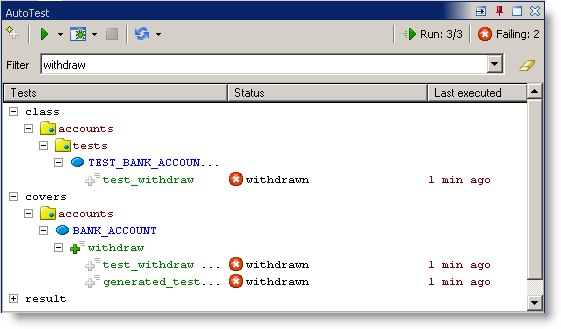 AutoTest
Run: 3/3 Failing: 2
Filter withdraw
Tests Status Last executed
class
accounts
tests
TEST_BANK_ACCOUN...
test_withdraw withdrawn 1 min ago
covers
accounts
BANK_ACCOUNT
withdraw
test_withdraw ... withdrawn 1 min ago
generated_test... withdrawn 1 min ago
result